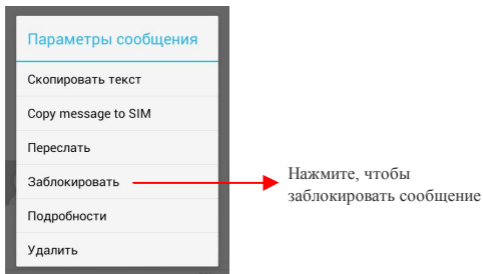 Параметры сообщения
Скопировать текст
Copy message to SIM
Переслать
Заблокировать
Нажмите, чтобы
заблокировать сообщение
Подробности
Удалить